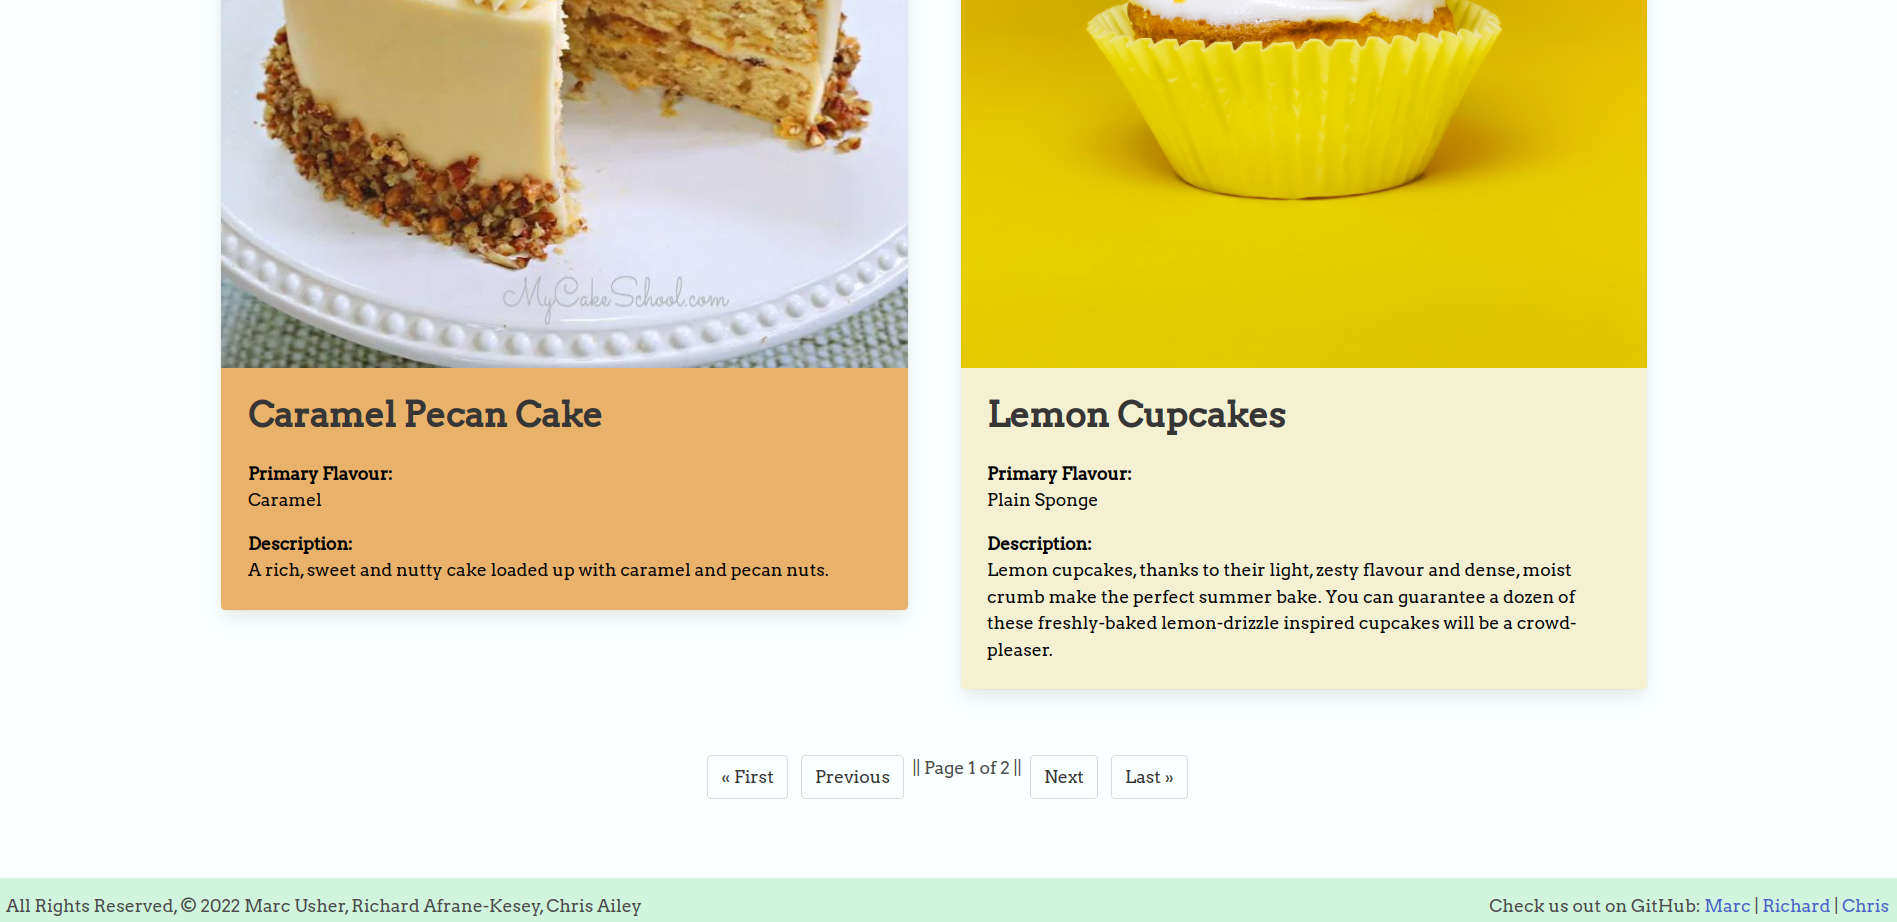 MyCakeSchool.com
Caramel Pecan Cake
Primary Flavour:
Caramel
Description:
A rich, sweet and nutty cake loaded up with caramel and pecan nuts.
Lemon Cupcakes
Primary Flavour:
Plain Sponge
Description:
Lemon cupcakes, thanks to their light, zesty flavour and dense, moist
crumb make the perfect summer bake. You can guarantee a dozen of
these freshly-baked lemon-drizzle inspired cupcakes will be a crowd-
pleaser.
« First Previous || Page 1 of 2 || Next Last »
All Rights Reserved, © 2022 Marc Usher, Richard Afrane-Kesey, Chris Ailey
Check us out on GitHub: Marc | Richard | Chris